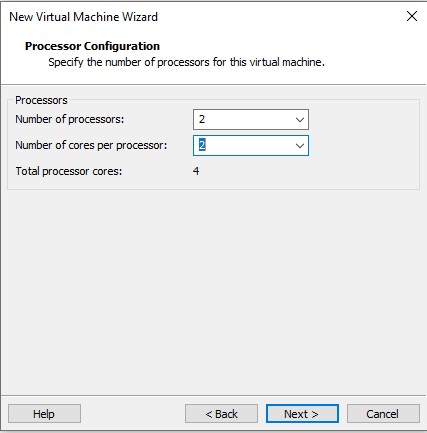 New Virtual Machine Wizard
Processor Configuration
Specify the number of processors for this virtual machine.
Processors
Number of processors: 2
Number of cores per processor: 2
Total processor cores: 4
Help < Back Next > Cancel